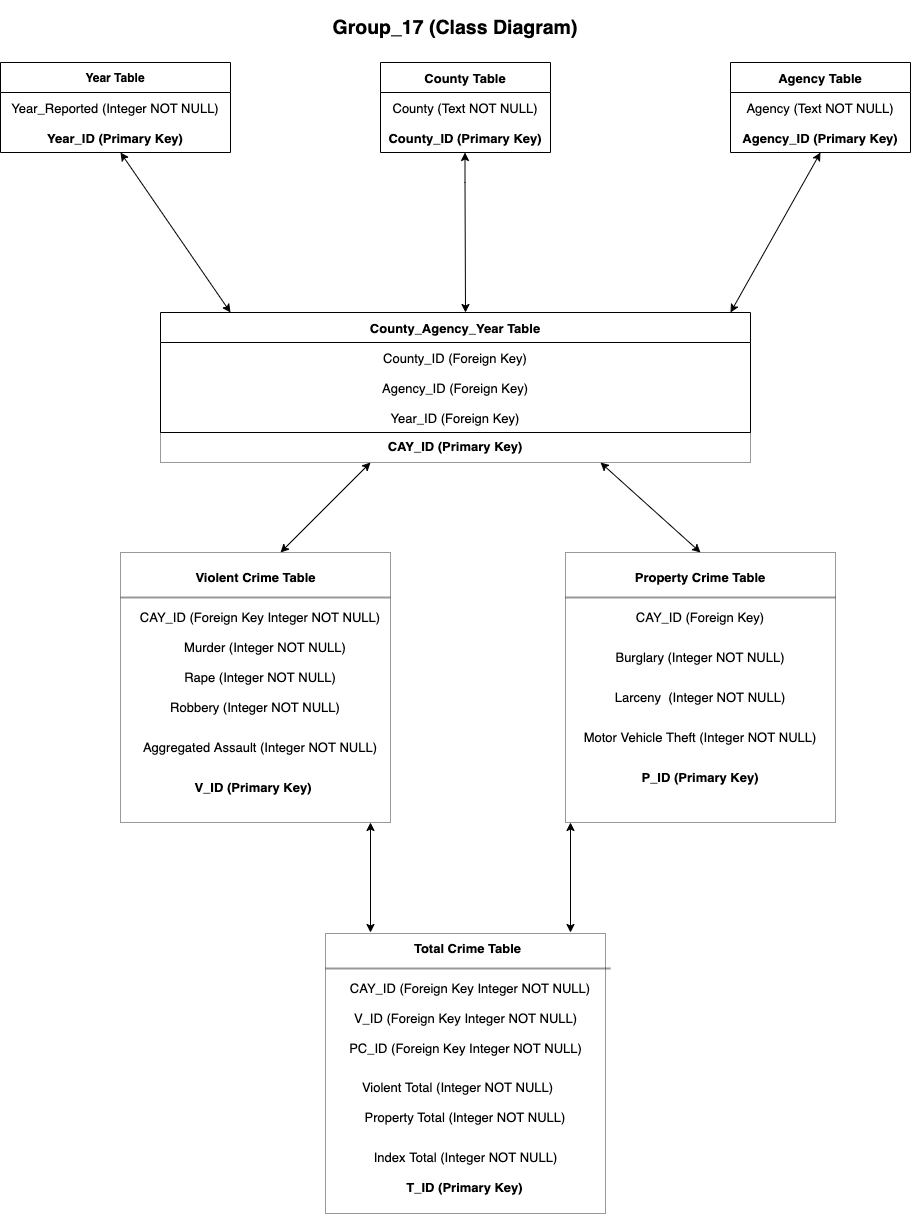 Group_17 (Class Diagram)
Year Table
Year_Reported (Integer NOT NULL)
Year_ID (Primary Key)
County Table
County (Text NOT NULL)
County_ID (Primary Key)
Agency Table
Agency (Text NOT NULL)
Agency_ID (Primary Key)
County_Agency_Year Table
County_ID (Foreign Key)
Agency_ID (Foreign Key)
Year_ID (Foreign Key)
CAY_ID (Primary Key)
Violent Crime Table
CAY_ID (Foreign Key Integer NOT NULL)
Murder (Integer NOT NULL)
Rape (Integer NOT NULL)
Robbery (Integer NOT NULL)
Aggregated Assault (Integer NOT NULL)
V_ID (Primary Key)
Property Crime Table
CAY_ID (Foreign Key)
Burglary (Integer NOT NULL)
Larceny  (Integer NOT NULL)
Motor Vehicle Theft (Integer NOT NULL)
P_ID (Primary Key)
Total Crime Table
CAY_ID (Foreign Key Integer NOT NULL)
V_ID (Foreign Key Integer NOT NULL)
PC_ID (Foreign Key Integer NOT NULL)
Violent Total (Integer NOT NULL)
Property Total (Integer NOT NULL)
Index Total (Integer NOT NULL)
T_ID (Primary Key)